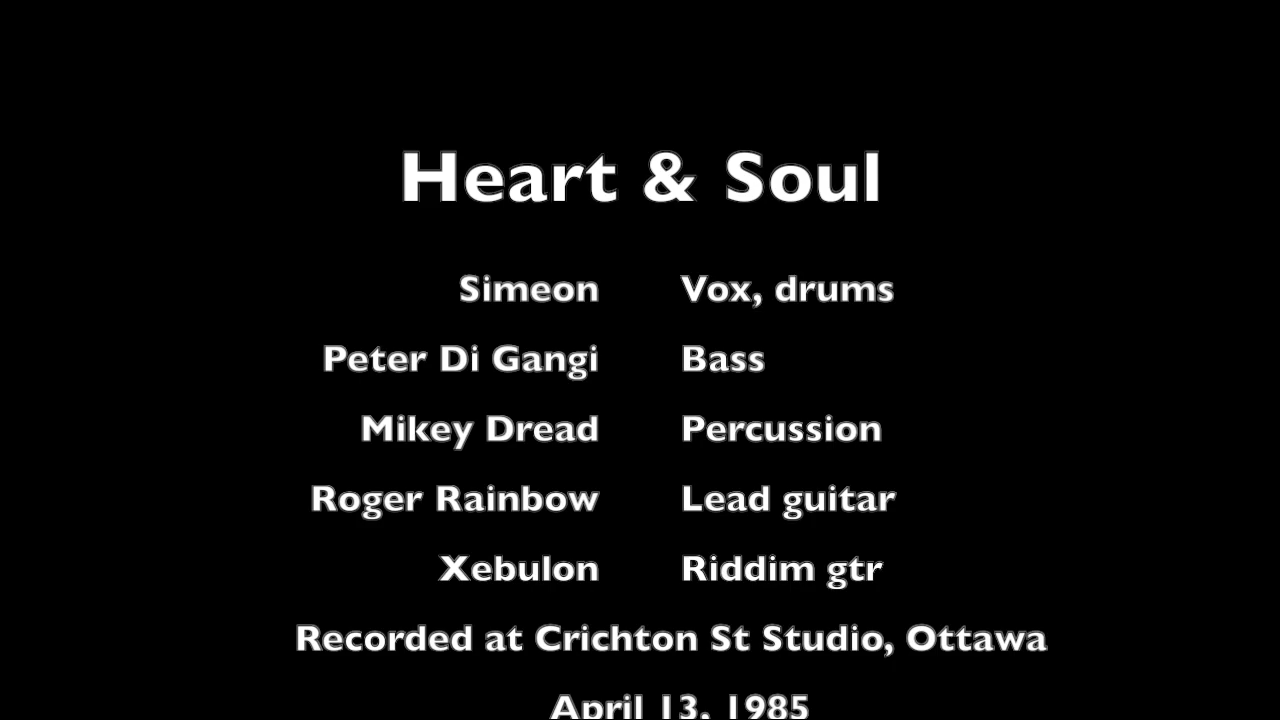 Heart & Soul
Simeon Vox, drums
Peter Di Gangi Bass
Mikey Dread Percussion
Roger Rainbow Lead guitar
Xebulon Riddim gtr
Recorded at Crichton St Studio, Ottawa
April 13, 1985